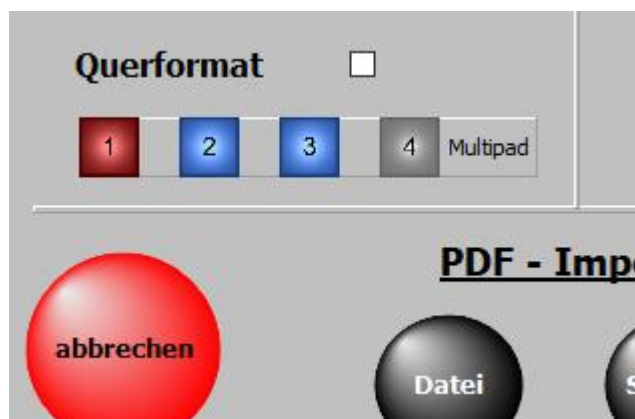 Querformat
1 2 3 4 Multipad
PDF - Imp
abbrechen
Datei
S